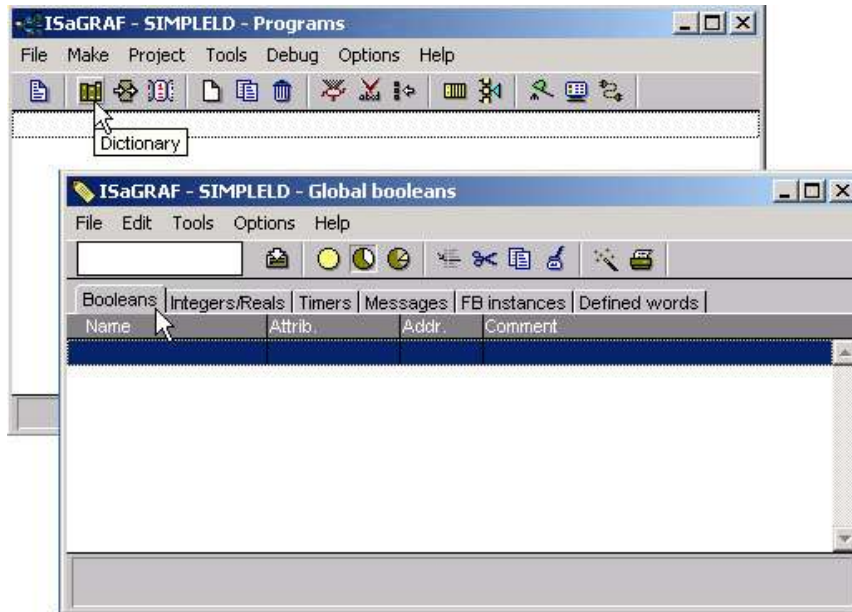 ISaGRAF - SIMPLELD - Programs
File Make Project Tools Debug Options Help
Dictionary
ISaGRAF - SIMPLELD - Global booleans
File Edit Tools Options Help
Booleans Integers/Reals Timers Messages FB instances Defined words
Name Attrib. Addr. Comment